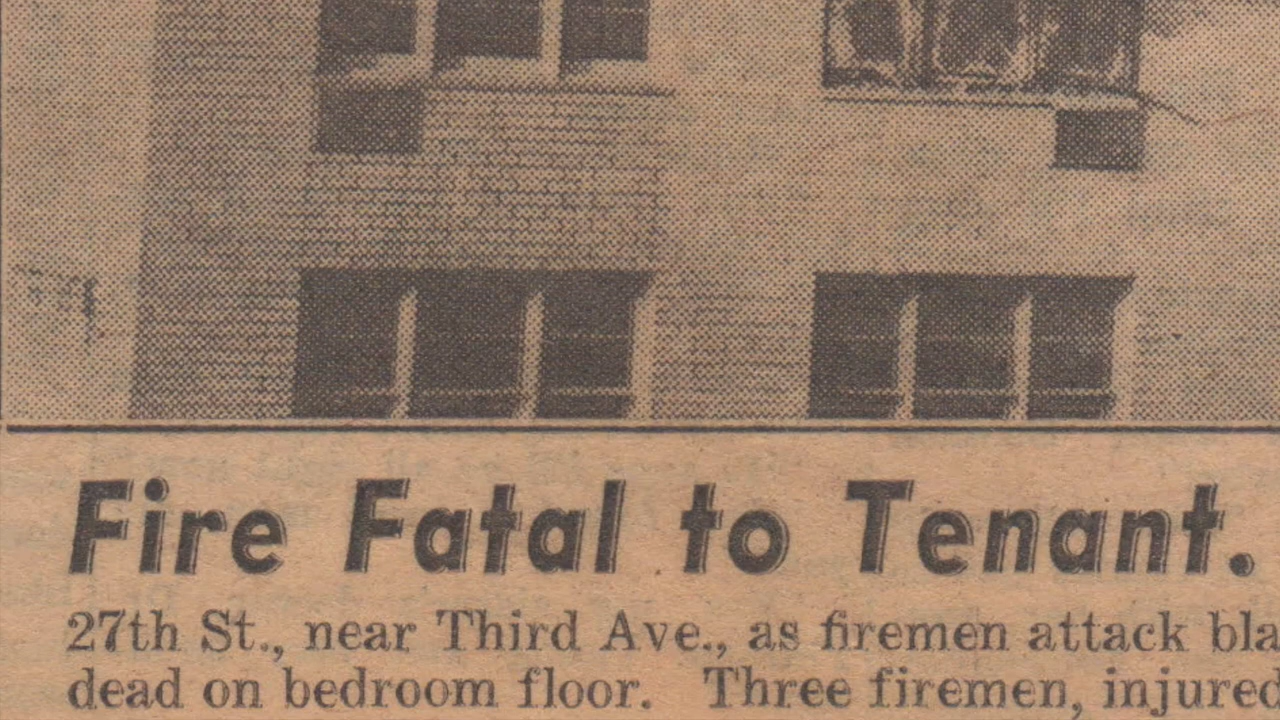 Fire Fatal to Tenant.
27th St., near Third Ave., as firemen attack
dead on bedroom floor. Three firemen, injured